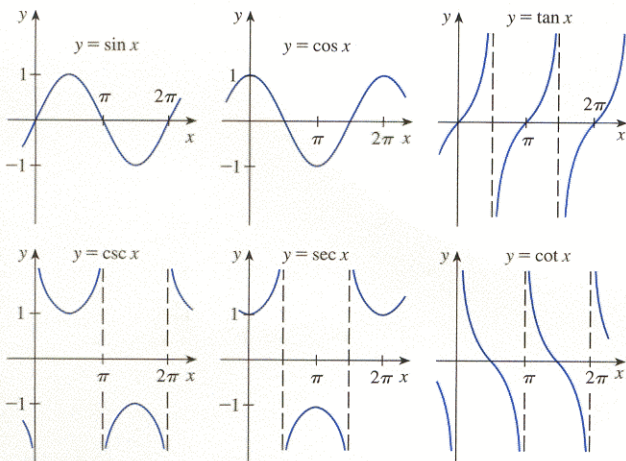 y
y = sin x
1
π
2π
x
−1
y
y = cos x
1
π
2π
x
−1
y
y = tan x
2π
π
x
y
y = csc x
1
π
2π
x
−1
y
y = sec x
1
π
2π
x
−1
y
y = cot x
π
2π
x